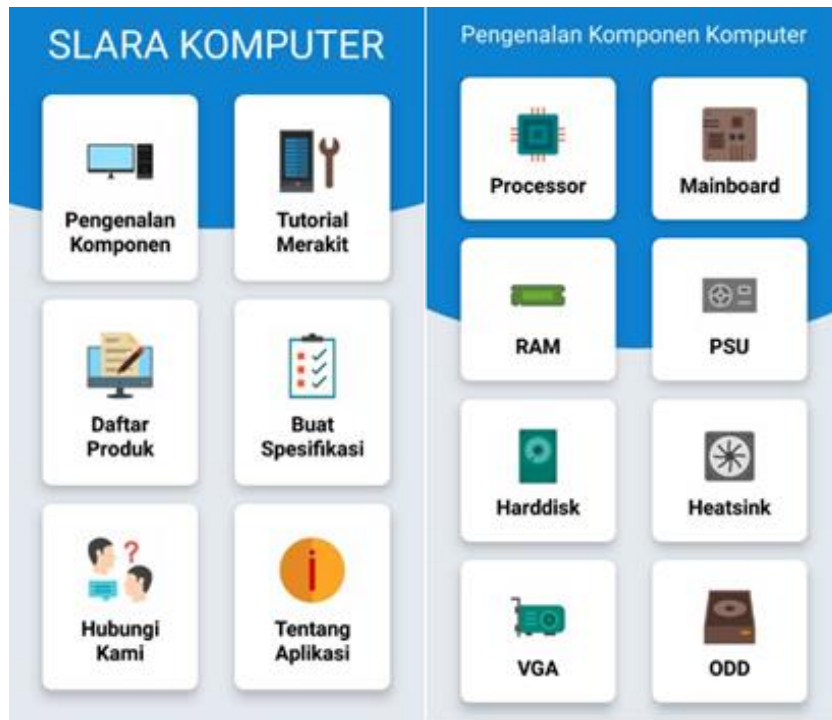 SLARA KOMPUTER
Pengenalan
Komponen
Tutorial
Merakit
Daftar
Produk
Buat
Spesifikasi
Hubungi
Kami
Tentang
Aplikasi
Pengenalan Komponen Komputer
Processor
Mainboard
RAM
PSU
Harddisk
Heatsink
VGA
ODD